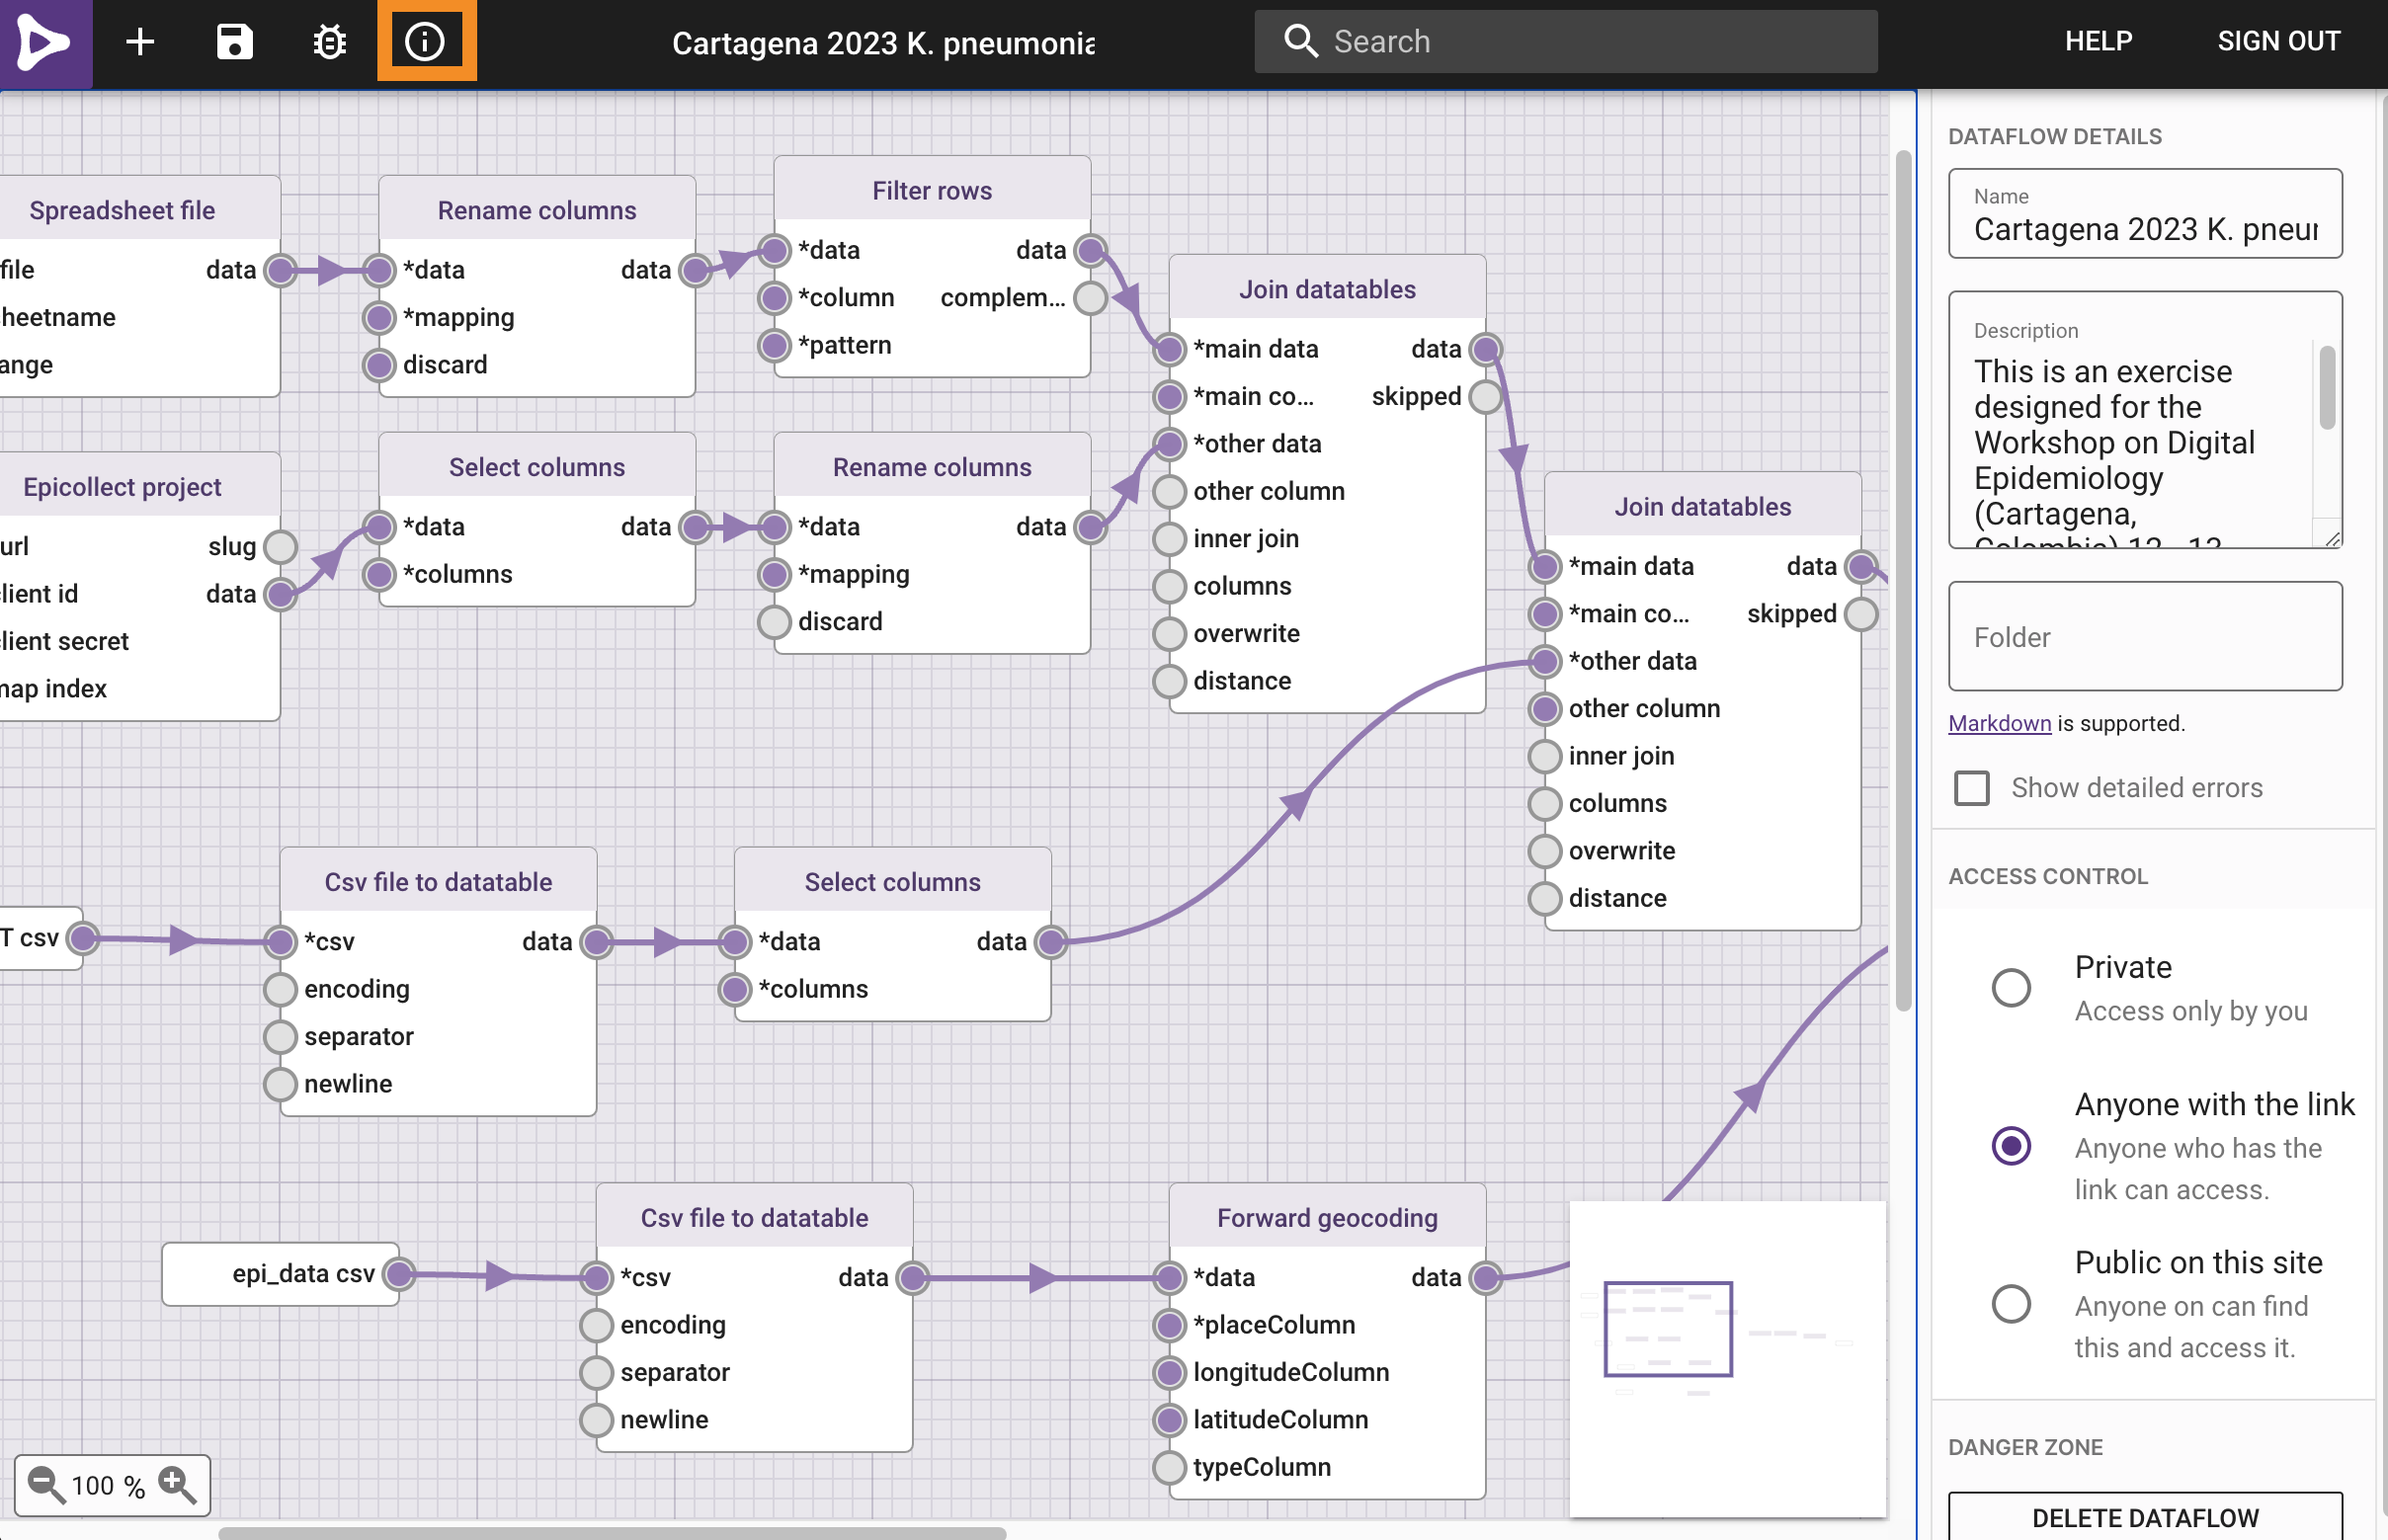 Cartagena 2023 K. pneumonia
Search
HELP
SIGN OUT
Spreadsheet file
file
data
heetname
ange
Rename columns
*data
data
*mapping
discard
Filter rows
*data
data
*column
complem...
*pattern
Join datatables
*main data
data
*main co...
skipped
*other data
other column
inner join
columns
overwrite
distance
Epicollect project
url
slug
lient id
data
lient secret
nap index
Select columns
*data
data
*columns
Rename columns
*data
data
*mapping
discard
Join datatables
*main data
data
*main co...
skipped
*other data
other column
inner join
columns
overwrite
distance
T csv
Csv file to datatable
*csv
data
encoding
separator
newline
Select columns
*data
data
*columns
epi_data csv
Csv file to datatable
*csv
data
encoding
separator
newline
Forward geocoding
*data
data
*placeColumn
longitudeColumn
latitudeColumn
typeColumn
100 %
DATAFLOW DETAILS
Name
Cartagena 2023 K. pneur
Description
This is an exercise
designed for the
Workshop on Digital
Epidemiology
(Cartagena,
Colombia) 12 - 13
Folder
Markdown is supported.
Show detailed errors
ACCESS CONTROL
Private
Access only by you
Anyone with the link
Anyone who has the
link can access.
Public on this site
Anyone on can find
this and access it.
DANGER ZONE
DELETE DATAFLOW